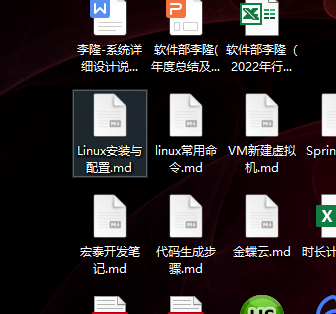 李隆-系统详
细设计说...
软件部李隆(
年度总结及...
软件部李隆(
2022年行...
Linux安装与
配置.md
linux常用命
令.md
VM新建虚拟
机.md
Sprin
宏泰开发笔
记.md
代码生成步
骤.md
金蝶云.md
时长计